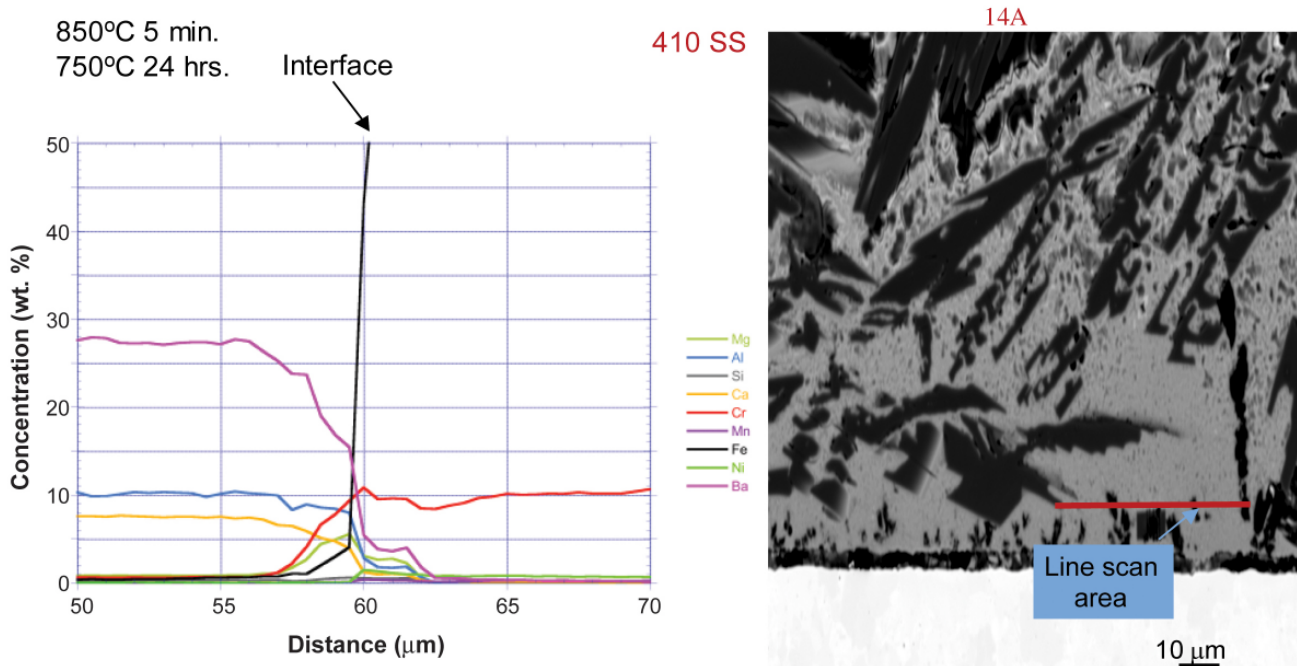 850ºC 5 min.
750ºC 24 hrs.
Interface
410 SS
14A
50
40
30
20
10
0
Concentration (wt. %)
50
55
60
65
70
Distance (μm)
Mg
Al
Si
Ca
Cr
Mn
Fe
Ni
Ba
Line scan
area
10 μm